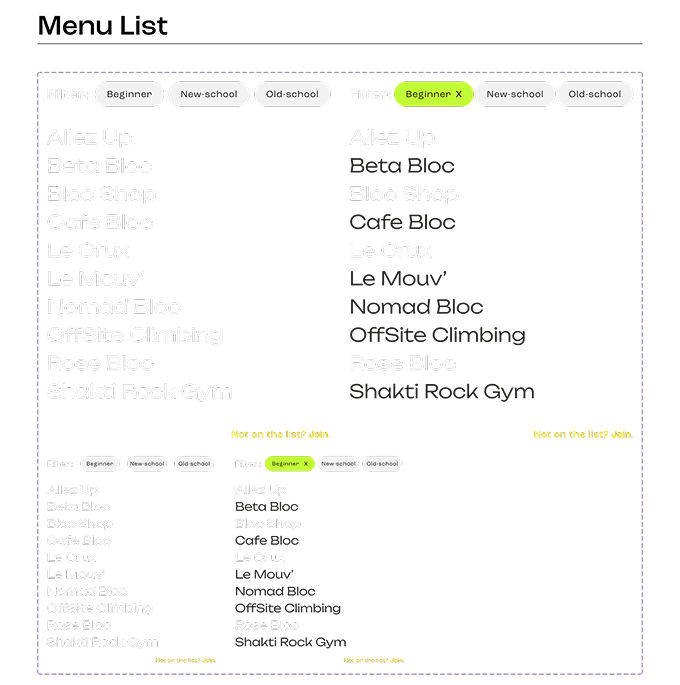 Menu List
Filter: Beginner New-school Old-school
Allez Up
Beta Bloc
Bloc Shop
Cafe Bloc
Le Crux
Le Mouv’
Nomad Bloc
OffSite Climbing
Rose Bloc
Shakti Rock Gym
Not on the list? Join.
Filter: Beginner X New-school Old-school
Allez Up
Beta Bloc
Bloc Shop
Cafe Bloc
Le Crux
Le Mouv’
Nomad Bloc
OffSite Climbing
Rose Bloc
Shakti Rock Gym
Not on the list? Join.
Filter: Beginner New-school Old-school
Allez Up
Beta Bloc
Bloc Shop
Cafe Bloc
Le Crux
Le Mouv’
Nomad Bloc
OffSite Climbing
Rose Bloc
Shakti Rock Gym
Not on the list? Join.
Filter: Beginner X New-school Old-school
Allez Up
Beta Bloc
Bloc Shop
Cafe Bloc
Le Crux
Le Mouv’
Nomad Bloc
OffSite Climbing
Rose Bloc
Shakti Rock Gym
Not on the list? Join.